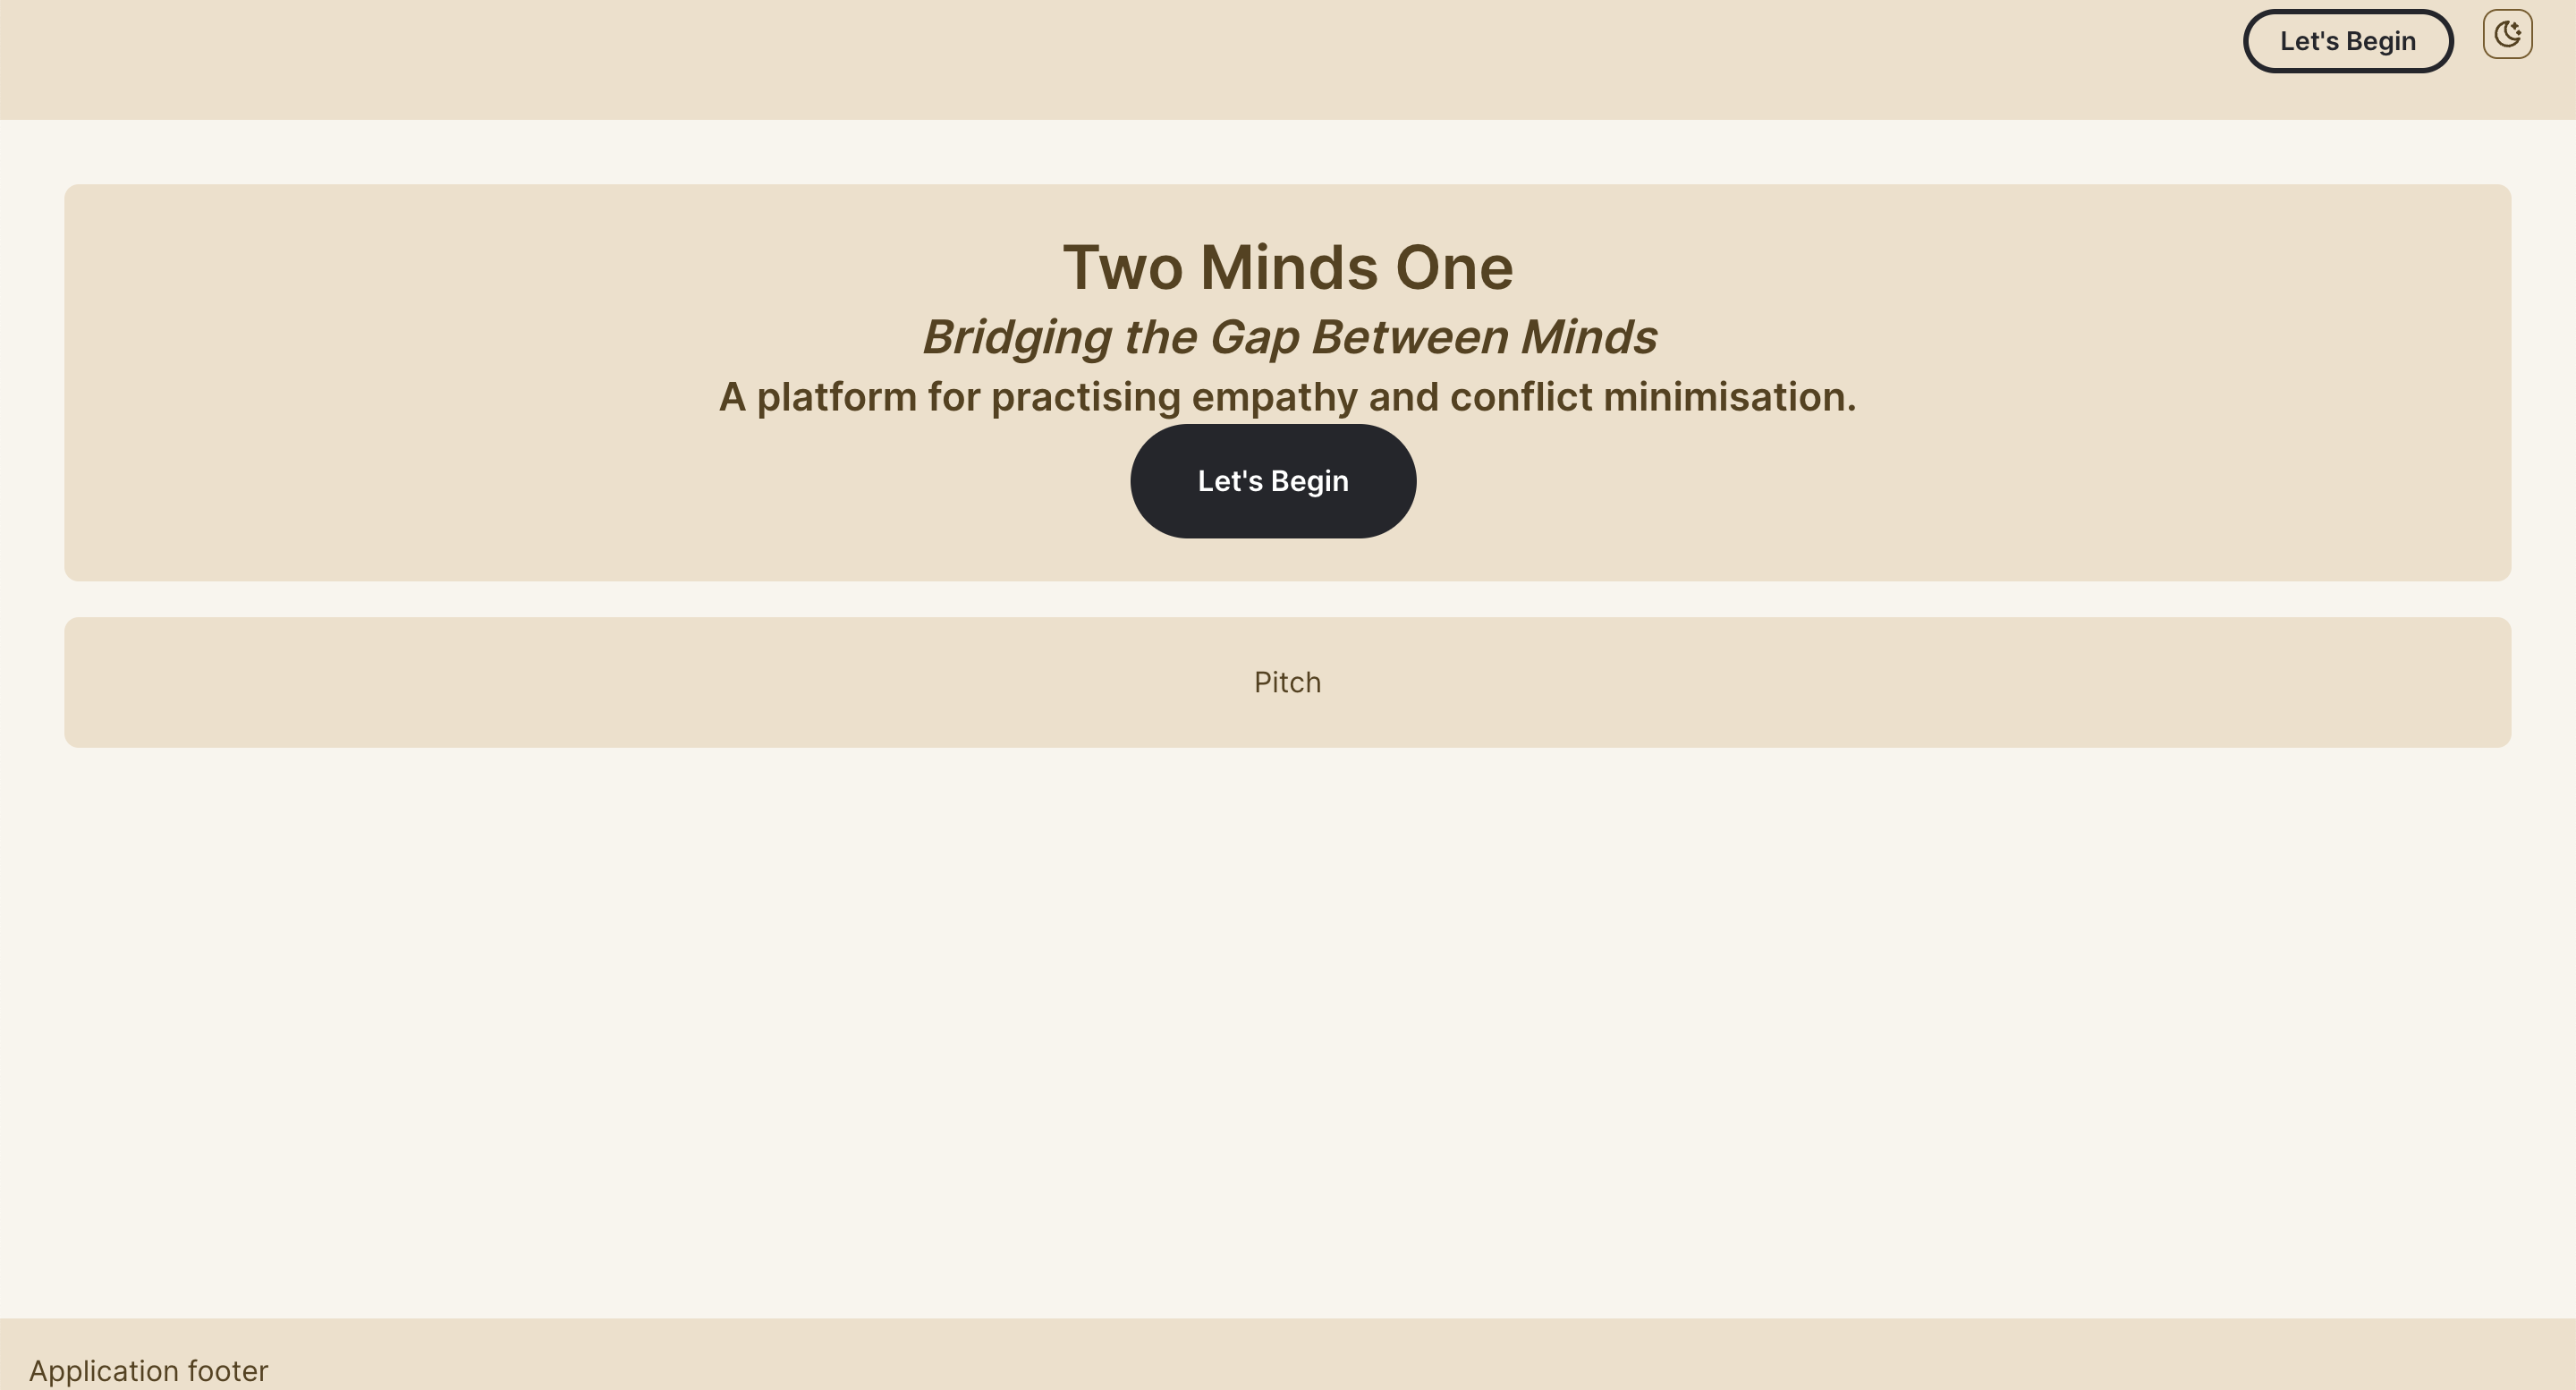 Let's Begin
Two Minds One
Bridging the Gap Between Minds
A platform for practising empathy and conflict minimisation.
Let's Begin
Pitch
Application footer